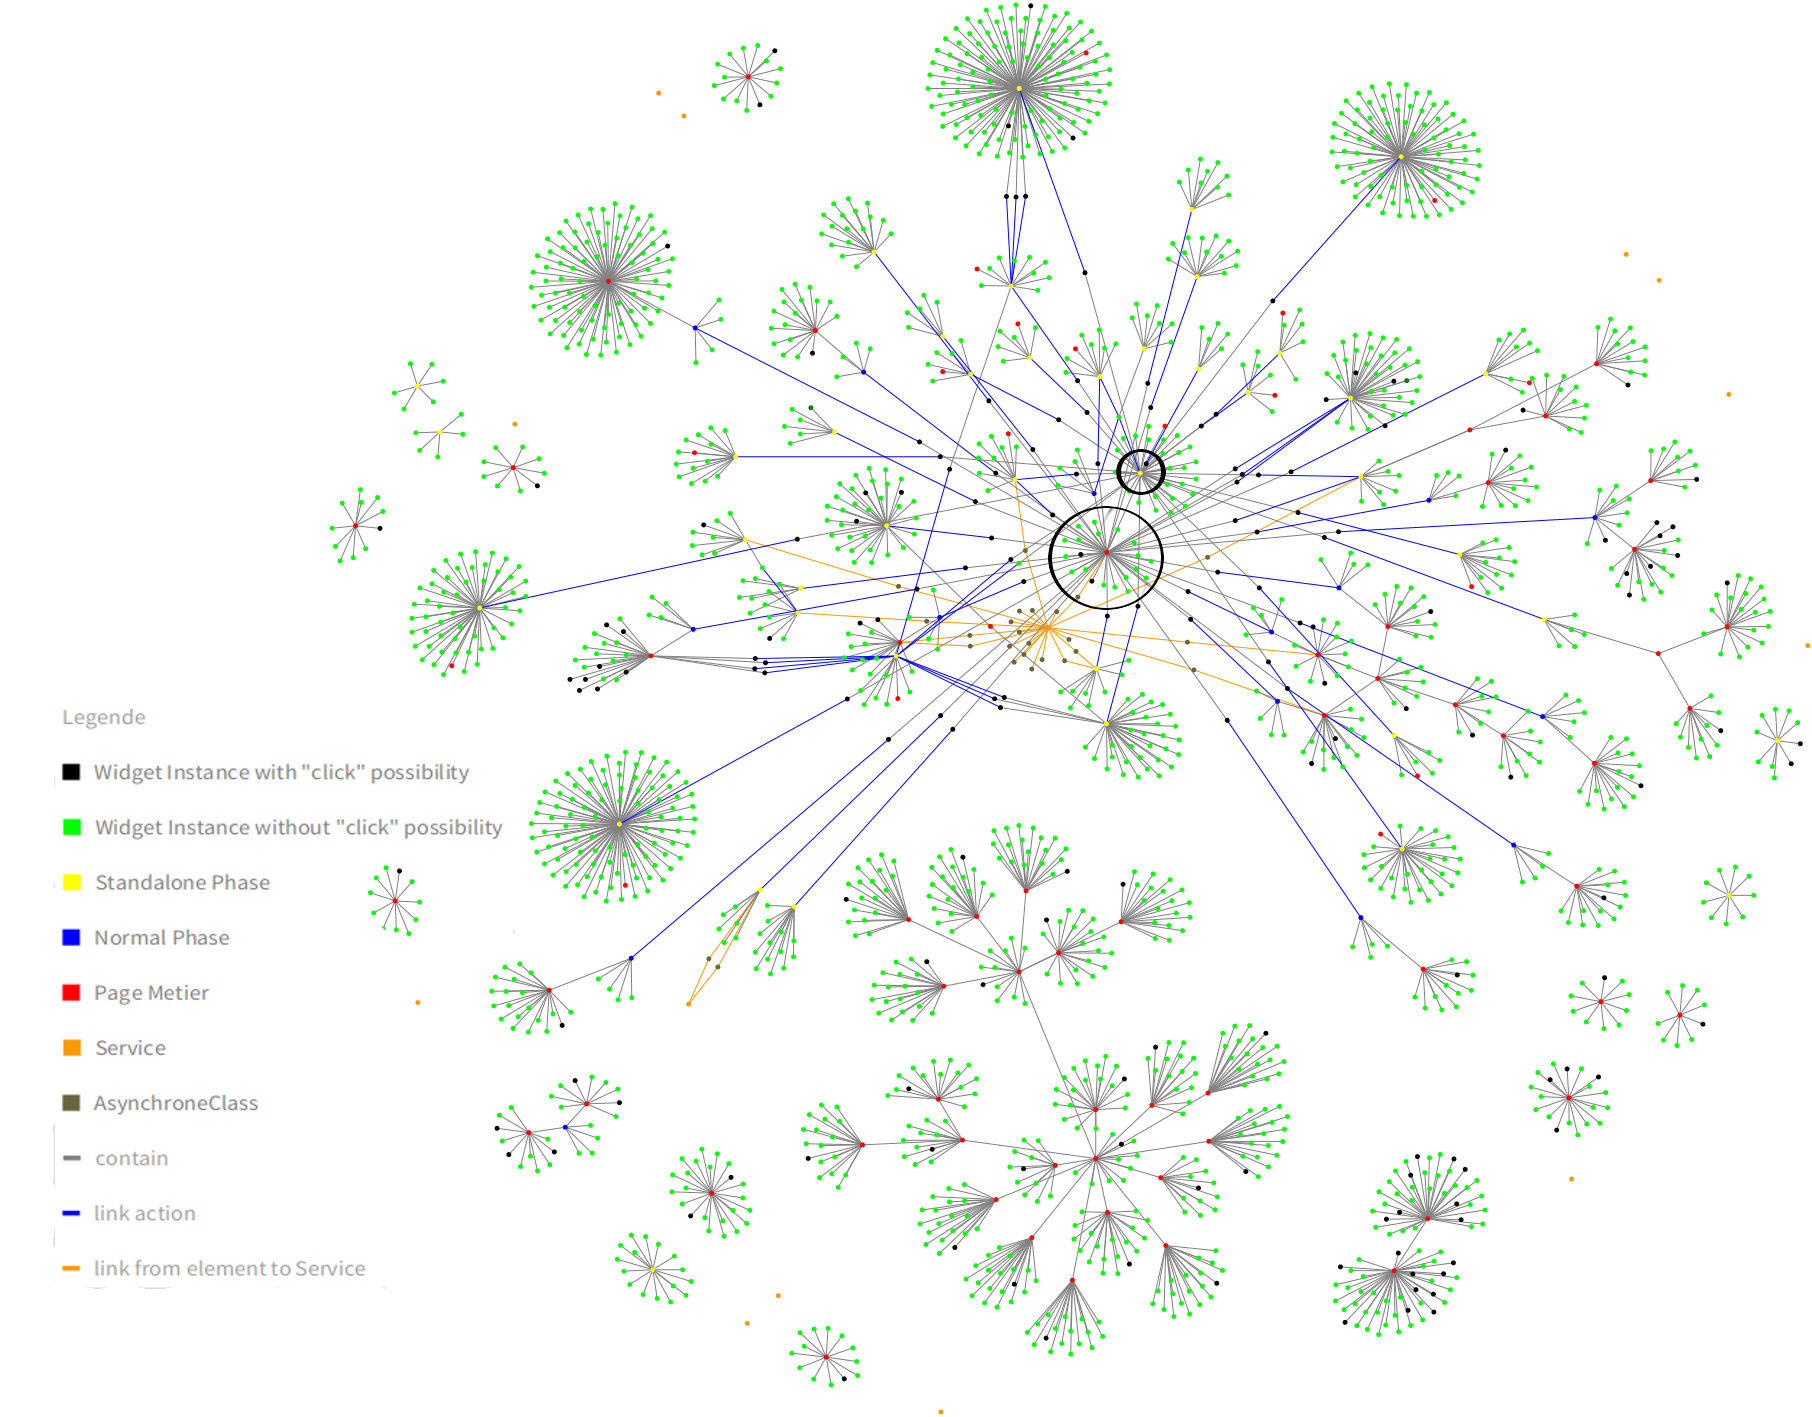 Legende
Widget Instance with "click" possibility
Widget Instance without "click" possibility
Standalone Phase
Normal Phase
Page Metier
Service
AsynchroneClass
contain
link action
link from element to Service